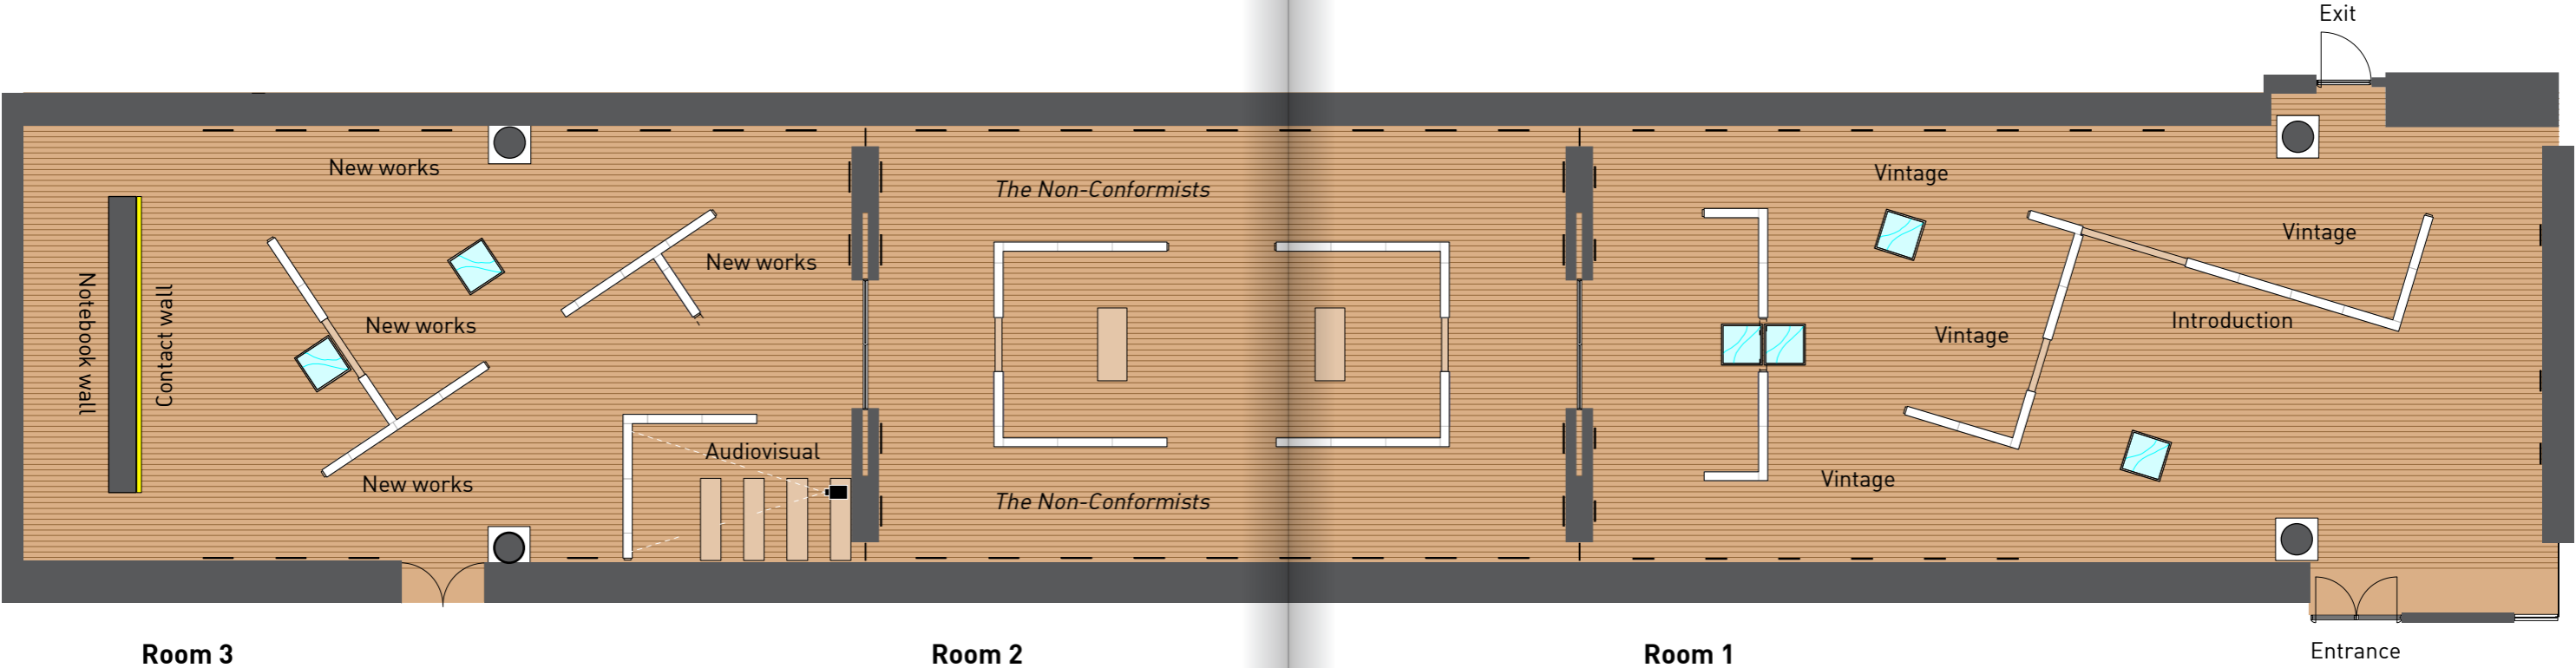 Exit
New works
Vintage
The Non-Conformists
Vintage
New works
Notebook wall
Contact wall
New works
Introduction
Vintage
Audiovisual
Vintage
New works
The Non-Conformists
Room 3
Room 2
Room 1
Entrance